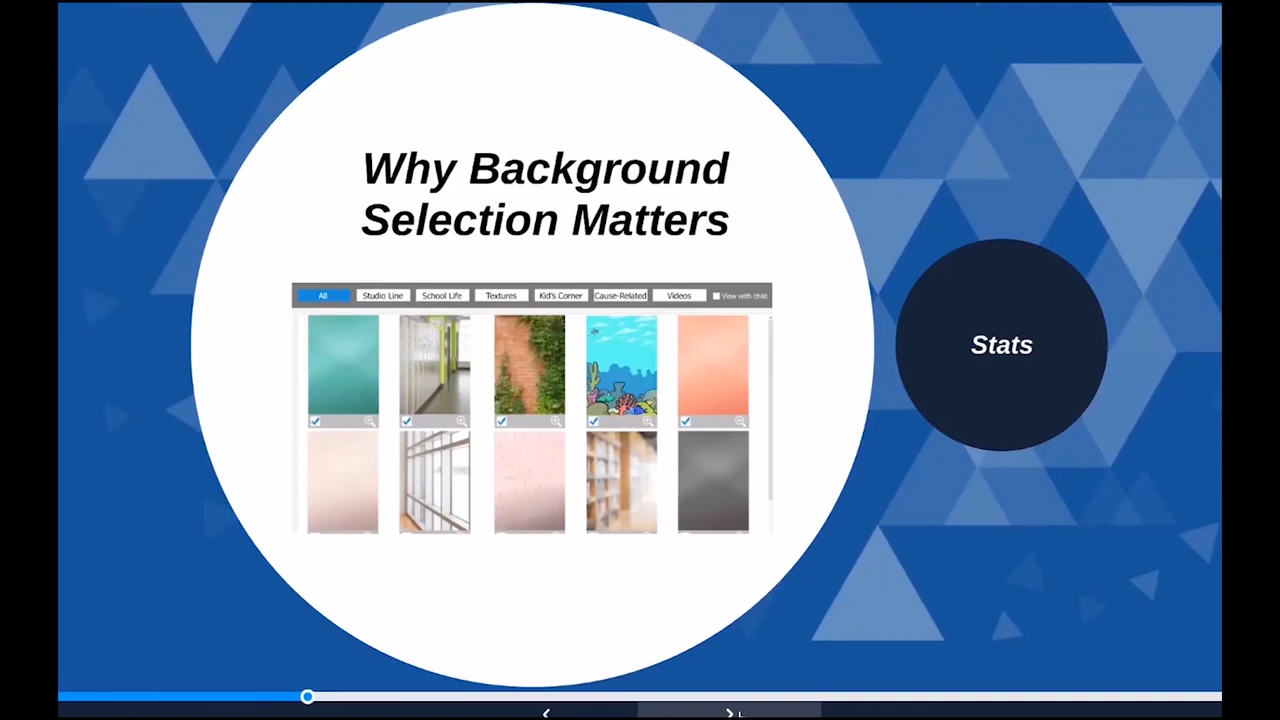 Why Background
Selection Matters
All Studio Line School Life Textures Kid's Corner Cause-Related Videos View with child
Stats